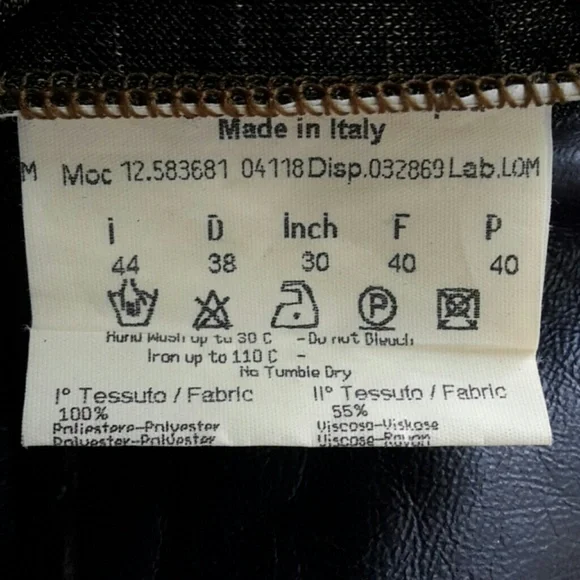 Made in Italy
M Moc 12.583681 04118 Disp.032869 Lab.LOM
I D Inch F P
44 38 30 40 40
P
Hand Wash up to 30 C - Do not Bleach
Iron up to 110 C -
No Tumble Dry
I° Tessuto / Fabric II° Tessuto / Fabric
100% 55%
Poliestere-Polyester Viscosa-Viskose
Polyester-Polyester Viscose-Rayon